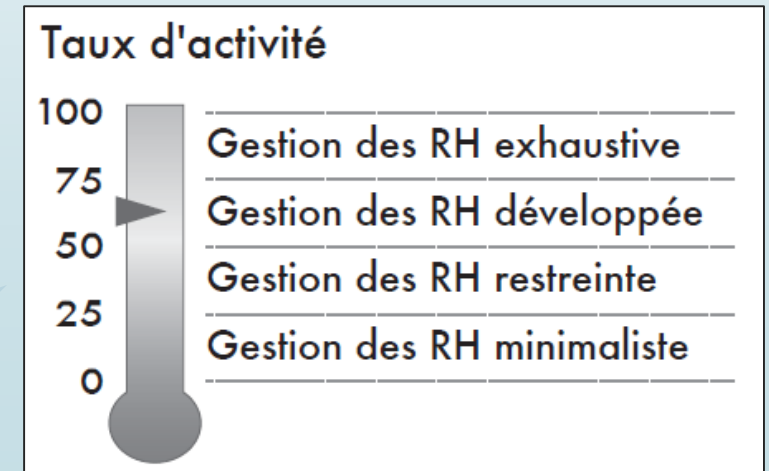 Taux d'activité
100
Gestion des RH exhaustive
75
Gestion des RH développée
50
Gestion des RH restreinte
25
Gestion des RH minimaliste
0